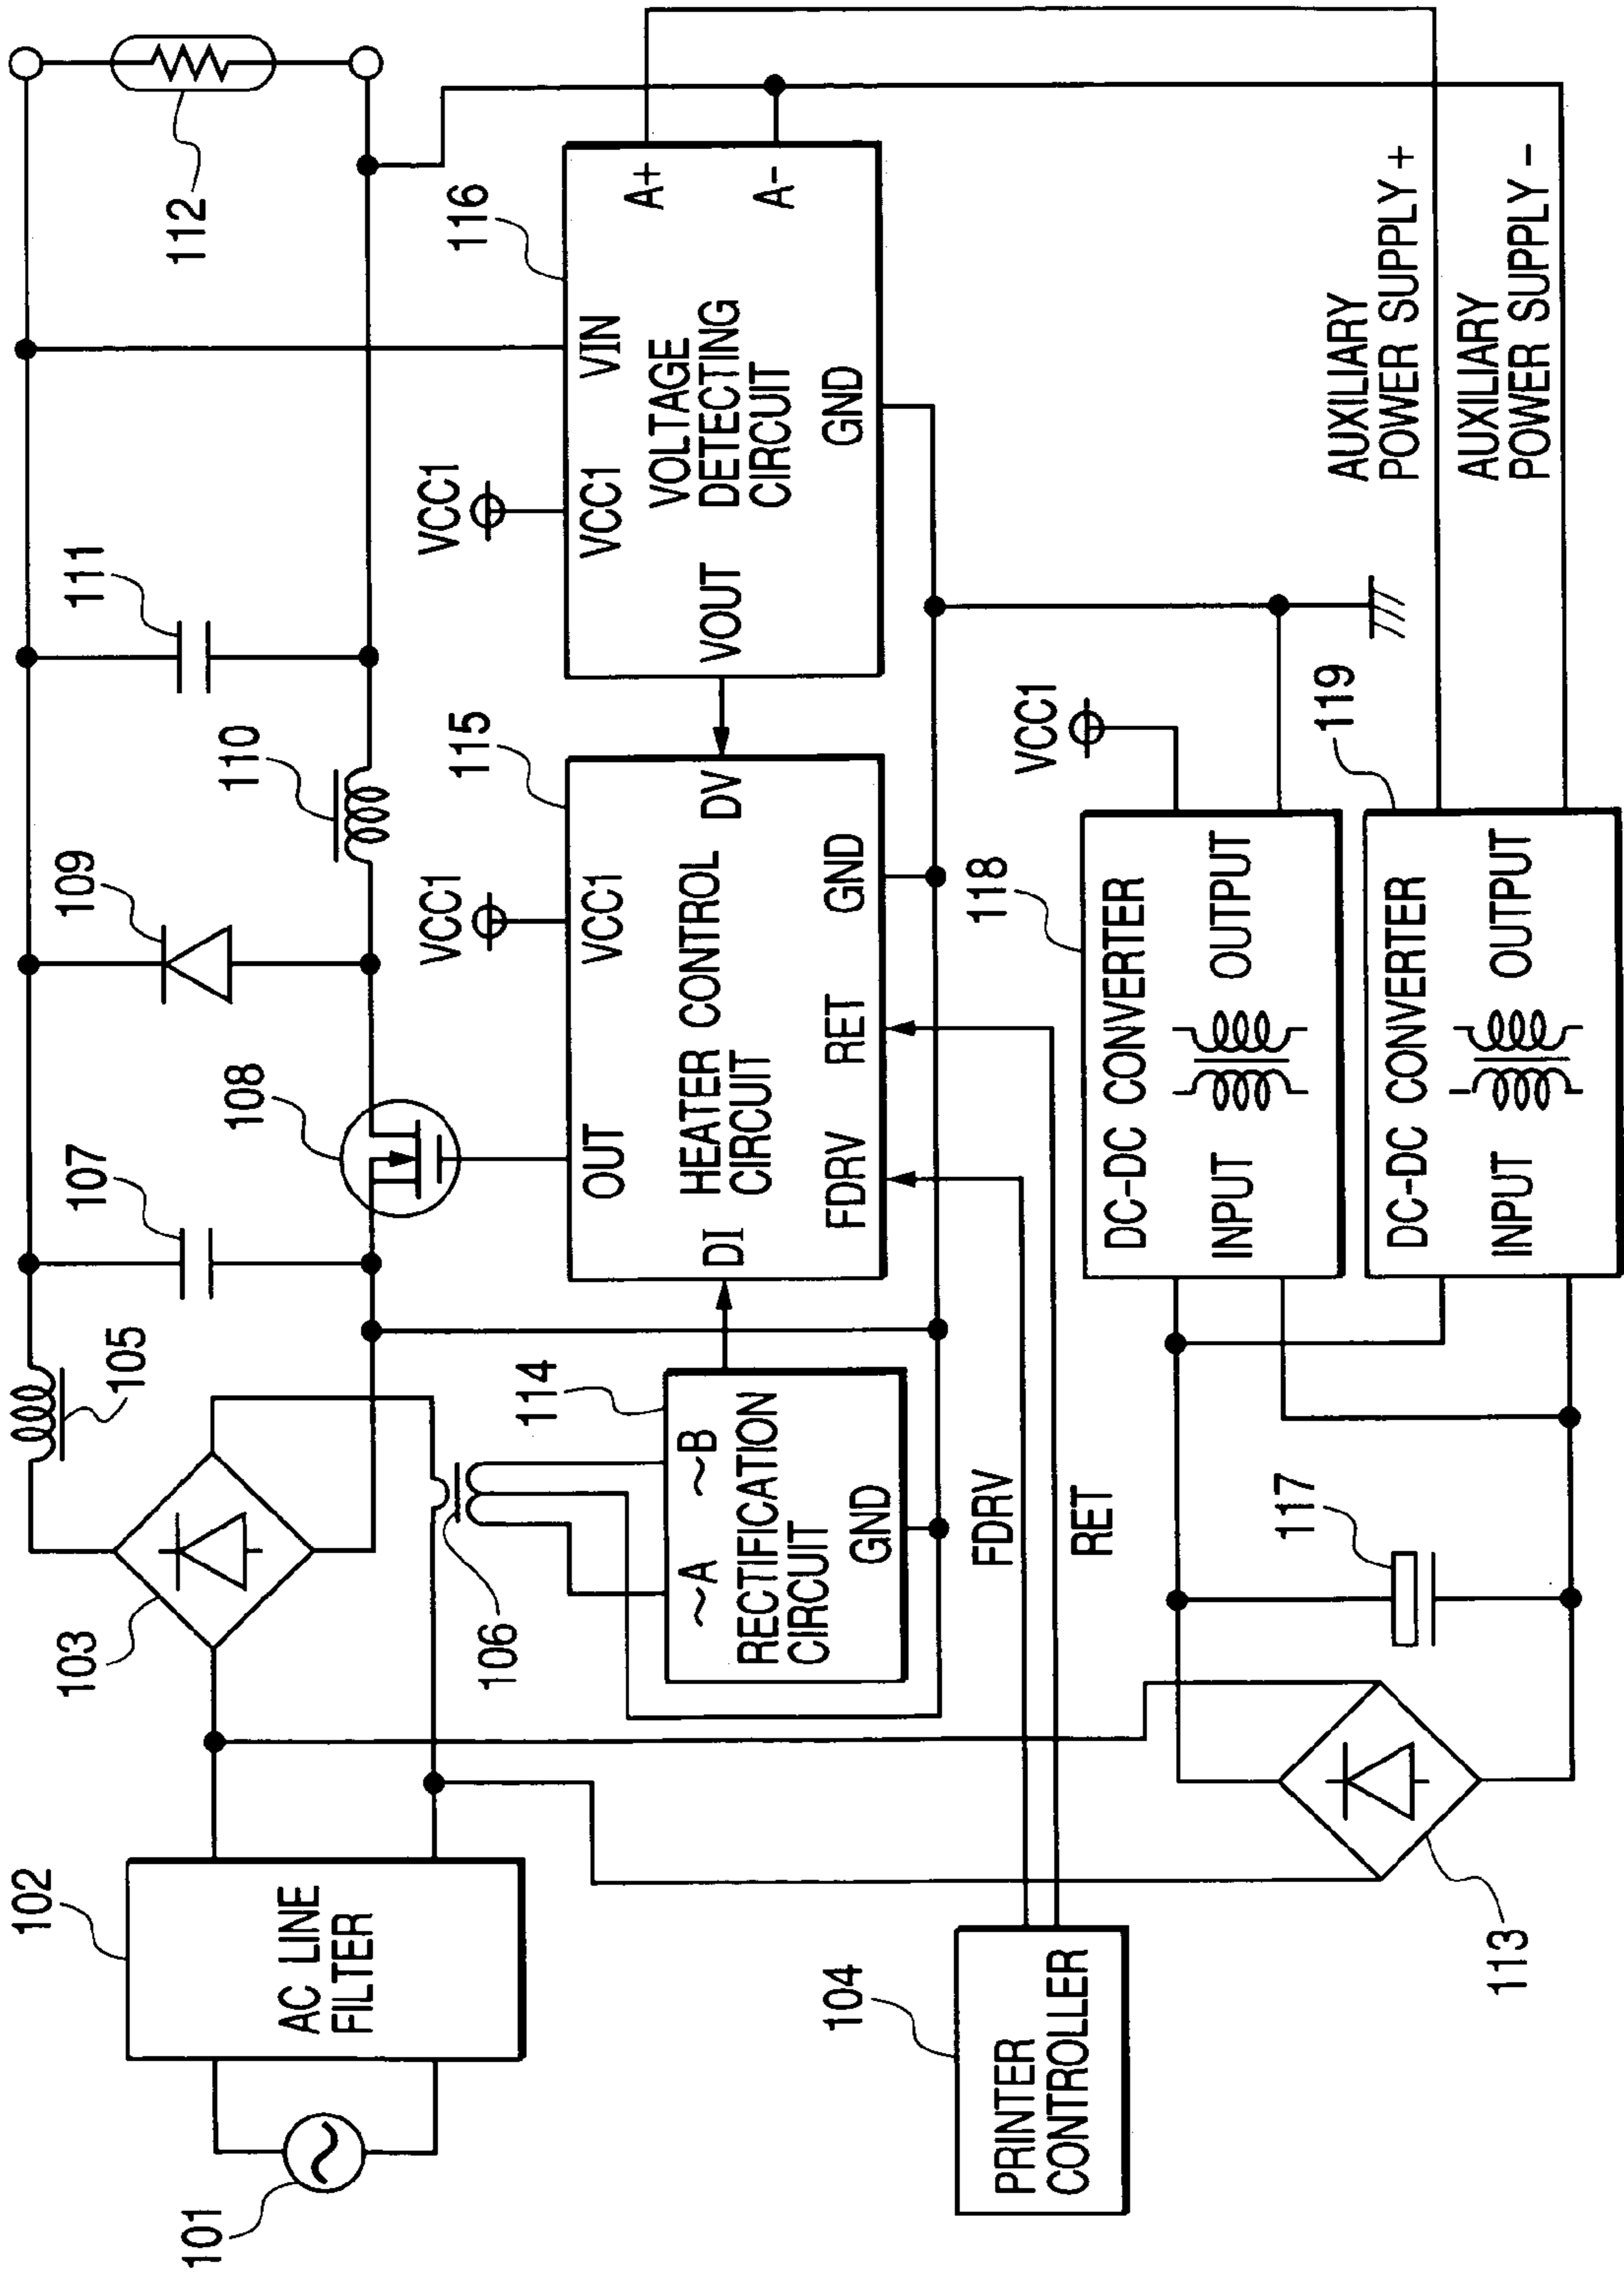 101
102
AC LINE
FILTER
103
105
106
107
108
109
110
111
112
114
~A
~B
RECTIFICATION
CIRCUIT
GND
115
VCC1
OUT
VCC1
HEATER CONTROL
CIRCUIT
DI
DV
FDRV
RET
GND
116
VCC1
VCC1
VIN
VOLTAGE
DETECTING
CIRCUIT
VOUT
A+
A-
GND
104
PRINTER
CONTROLLER
FDRV
RET
113
117
118
VCC1
DC-DC CONVERTER
INPUT
OUTPUT
119
DC-DC CONVERTER
INPUT
OUTPUT
AUXILIARY
POWER SUPPLY +
AUXILIARY
POWER SUPPLY -